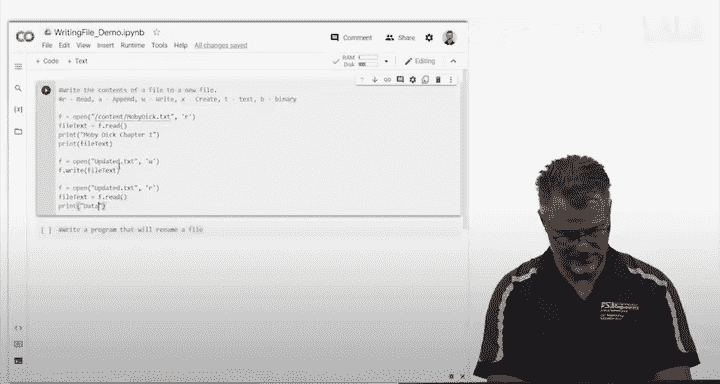 WritingFile_Demo.ipynb
File Edit View Insert Runtime Tools Help All changes saved
Comment Share
+ Code + Text
RAM
Disk
Editing
#Write the contents of a file to a new file.
#r - Read, a - Append, w - Write, x - Create, t - text, b - binary
f = open("/content/MobyDick.txt", 'r')
fileText = f.read()
print("Moby Dick Chapter 1")
print(fileText)
f = open("Updated.txt", 'w')
f.write(fileText)
f = open("Updated.txt", 'r')
fileText = f.read()
print("Data")
[ ] #Write a program that will rename a file